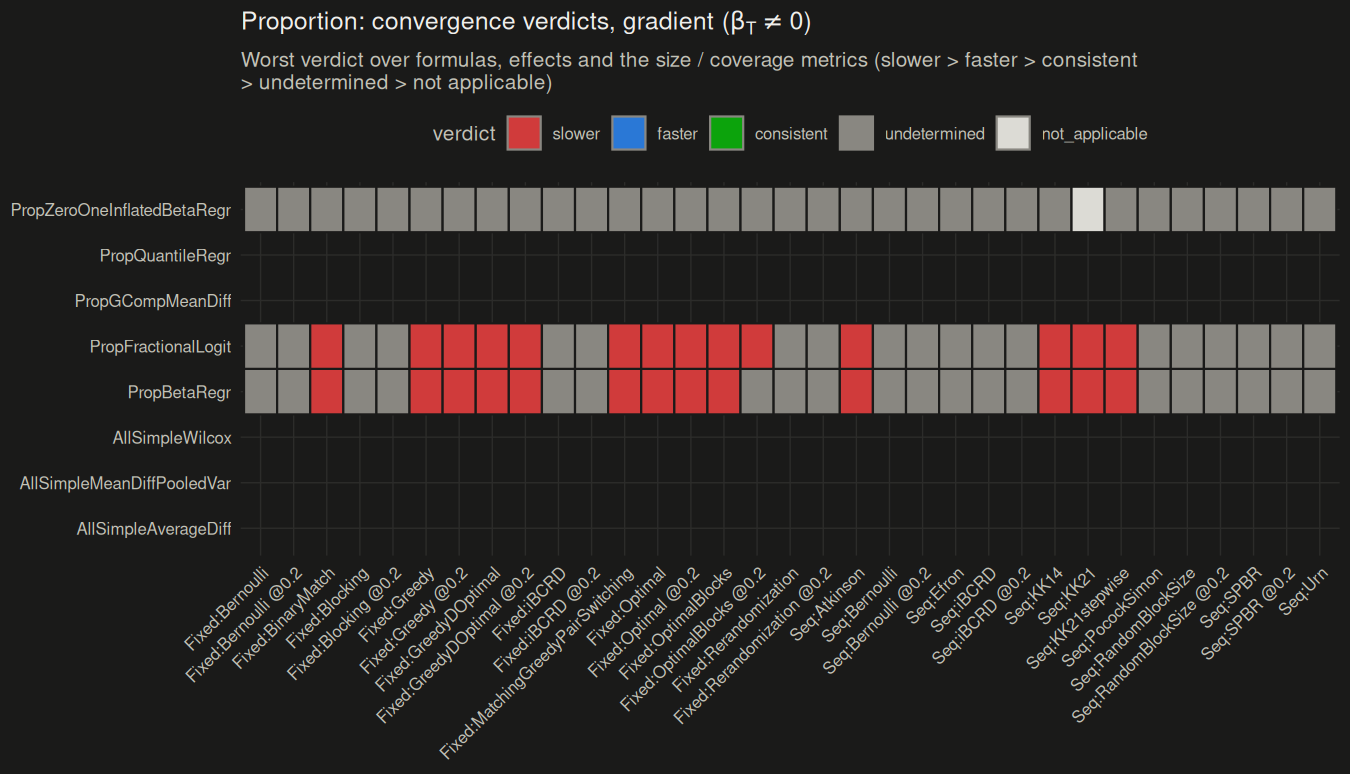 Proportion: convergence verdicts, gradient (βT ≠ 0)
Worst verdict over formulas, effects and the size / coverage metrics (slower > faster > consistent
> undetermined > not applicable)
verdict slower faster consistent undetermined not_applicable
PropZeroOneInflatedBetaRegr
PropQuantileRegr
PropGCompMeanDiff
PropFractionalLogit
PropBetaRegr
AllSimpleWilcox
AllSimpleMeanDiffPooledVar
AllSimpleAverageDiff
Fixed:Bernoulli
Fixed:Bernoulli @0.2
Fixed:BinaryMatch
Fixed:Blocking
Fixed:Blocking @0.2
Fixed:Greedy
Fixed:Greedy @0.2
Fixed:GreedyDOptimal
Fixed:GreedyDOptimal @0.2
Fixed:iBCRD
Fixed:iBCRD @0.2
Fixed:MatchingGreedyPairSwitching
Fixed:Optimal
Fixed:Optimal @0.2
Fixed:OptimalBlocks
Fixed:OptimalBlocks @0.2
Fixed:Rerandomization
Fixed:Rerandomization @0.2
Seq:Atkinson
Seq:Bernoulli
Seq:Bernoulli @0.2
Seq:Efron
Seq:iBCRD
Seq:iBCRD @0.2
Seq:KK14
Seq:KK21
Seq:KK21stepwise
Seq:PocockSimon
Seq:RandomBlockSize
Seq:RandomBlockSize @0.2
Seq:SPBR
Seq:SPBR @0.2
Seq:Urn